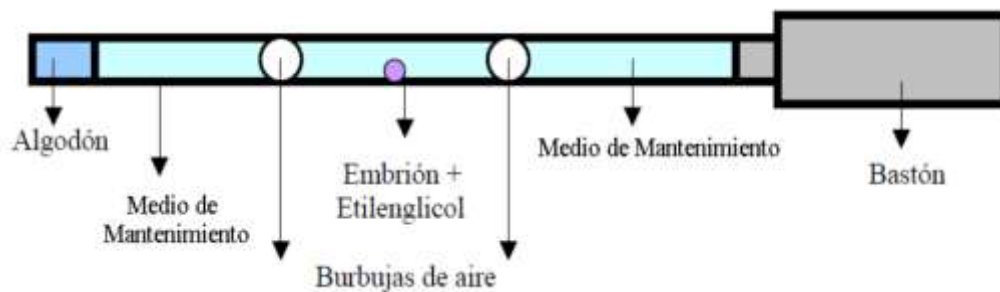 Algodón
Medio de
Mantenimiento
Embrión +
Etilenglicol
Medio de Mantenimiento
Bastón
Burbujas de aire